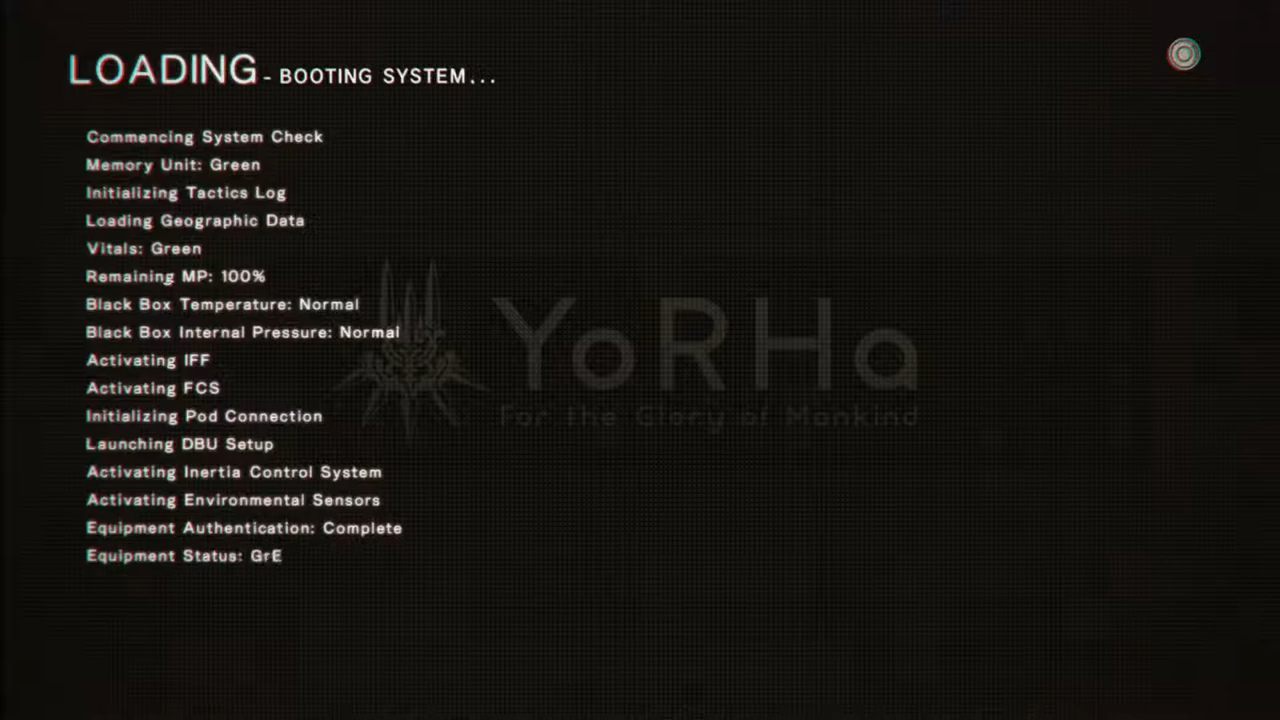 LOADING - BOOTING SYSTEM...
Commencing System Check
Memory Unit: Green
Initializing Tactics Log
Loading Geographic Data
Vitals: Green
Remaining MP: 100%
Black Box Temperature: Normal
Black Box Internal Pressure: Normal
Activating IFF
Activating FCS
Initializing Pod Connection
Launching DBU Setup
Activating Inertia Control System
Activating Environmental Sensors
Equipment Authentication: Complete
Equipment Status: GrE
YoRHa
For the Glory of Mankind